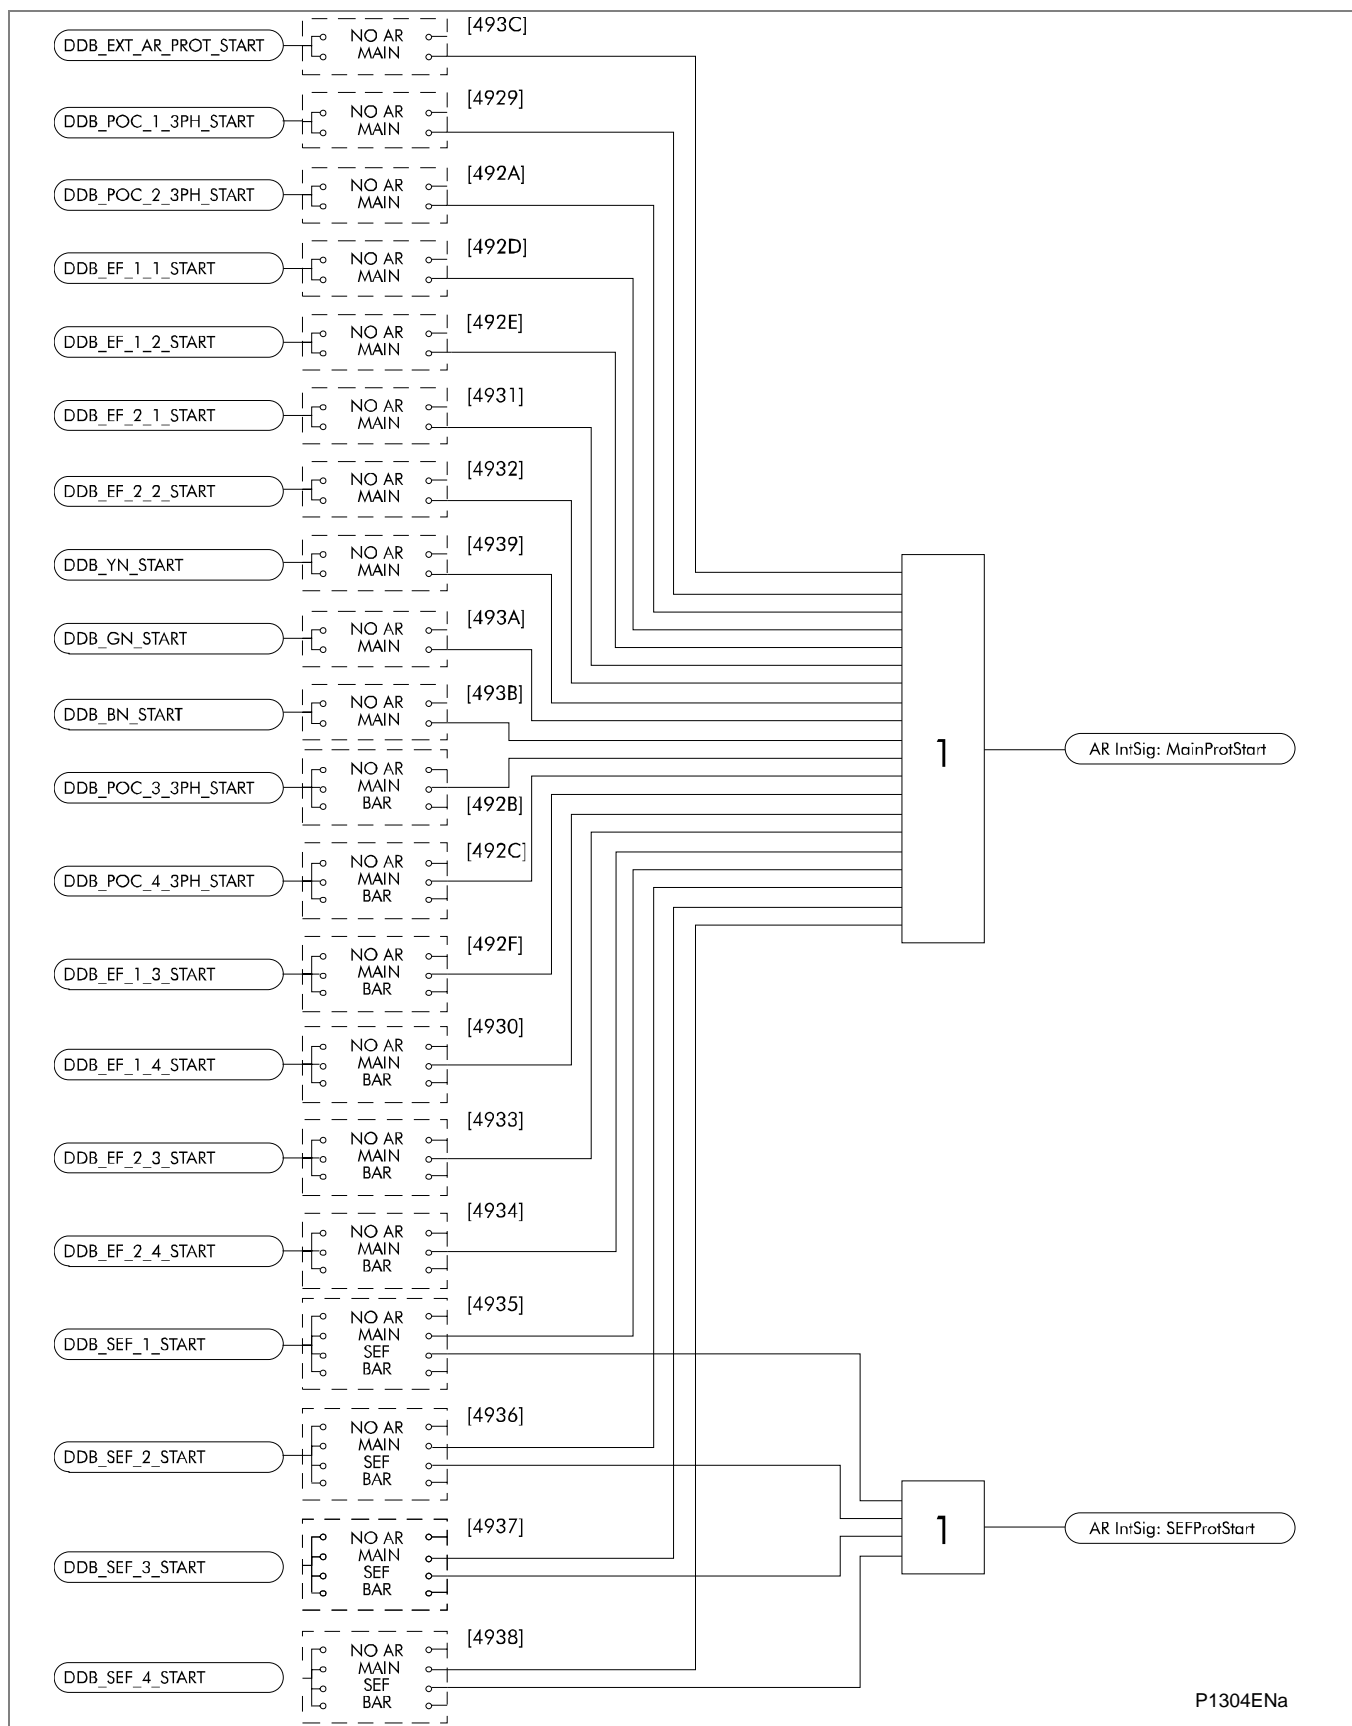 DDB_EXT_AR_PROT_START
NO AR
MAIN
[493C]
DDB_POC_1_3PH_START
NO AR
MAIN
[4929]
DDB_POC_2_3PH_START
NO AR
MAIN
[492A]
DDB_EF_1_1_START
NO AR
MAIN
[492D]
DDB_EF_1_2_START
NO AR
MAIN
[492E]
DDB_EF_2_1_START
NO AR
MAIN
[4931]
DDB_EF_2_2_START
NO AR
MAIN
[4932]
DDB_YN_START
NO AR
MAIN
[4939]
DDB_GN_START
NO AR
MAIN
[493A]
DDB_BN_START
NO AR
MAIN
[493B]
1
AR IntSig: MainProtStart
DDB_POC_3_3PH_START
NO AR
MAIN
BAR
[492B]
DDB_POC_4_3PH_START
NO AR
MAIN
BAR
[492C]
DDB_EF_1_3_START
NO AR
MAIN
BAR
[492F]
DDB_EF_1_4_START
NO AR
MAIN
BAR
[4930]
DDB_EF_2_3_START
NO AR
MAIN
BAR
[4933]
DDB_EF_2_4_START
NO AR
MAIN
BAR
[4934]
DDB_SEF_1_START
NO AR
MAIN
SEF
BAR
[4935]
DDB_SEF_2_START
NO AR
MAIN
SEF
BAR
[4936]
1
AR IntSig: SEFProtStart
DDB_SEF_3_START
NO AR
MAIN
SEF
BAR
[4937]
DDB_SEF_4_START
NO AR
MAIN
SEF
BAR
[4938]
P1304ENa